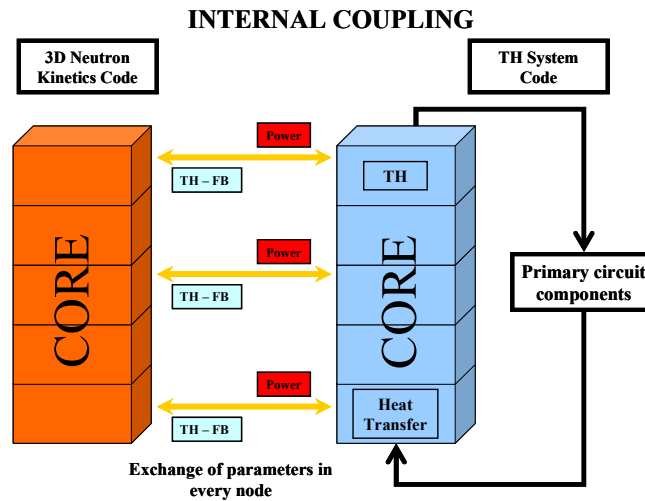 INTERNAL COUPLING
3D Neutron
Kinetics Code
TH System
Code
Power
TH – FB
TH
CORE
CORE
Power
TH – FB
Primary circuit
components
Power
TH – FB
Heat
Transfer
Exchange of parameters in
every node